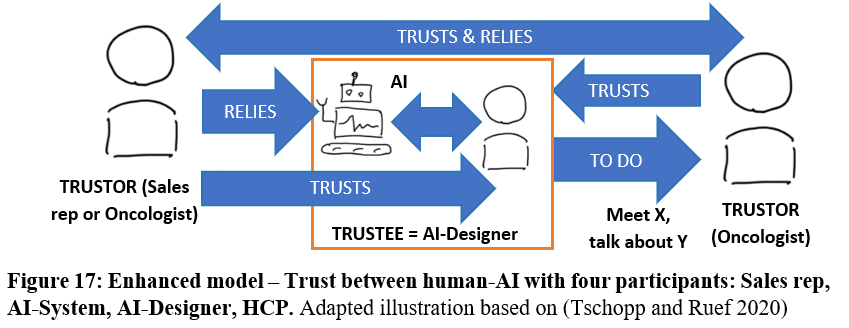 TRUSTS & RELIES
AI
RELIES
TRUSTS
TRUSTS
TO DO
TRUSTOR (Sales
rep or Oncologist)
TRUSTEE = AI-Designer
Meet X,
talk about Y
TRUSTOR
(Oncologist)
Figure 17: Enhanced model – Trust between human-AI with four participants: Sales rep,
AI-System, AI-Designer, HCP. Adapted illustration based on (Tschopp and Ruef 2020)